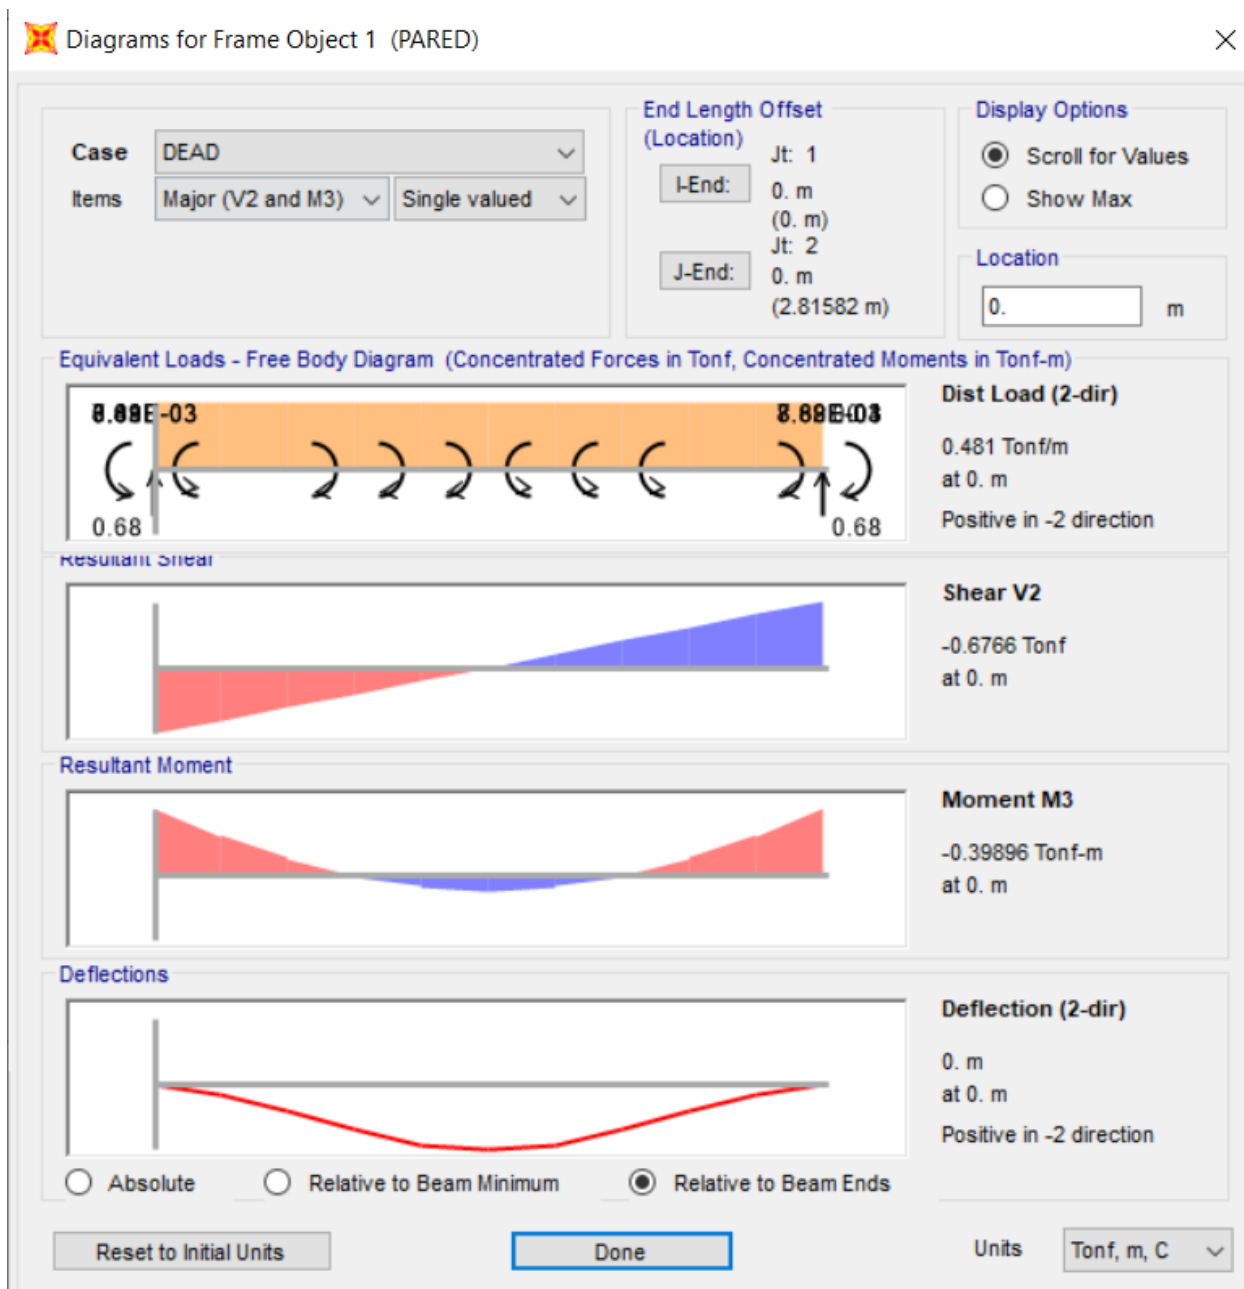 Diagrams for Frame Object 1 (PARED)
Case DEAD
Items Major (V2 and M3) Single valued
End Length Offset
(Location)
I-End:
Jt: 1
0. m
(0. m)
J-End:
Jt: 2
0. m
(2.81582 m)
Display Options
Scroll for Values
Show Max
Location
0. m
Equivalent Loads - Free Body Diagram (Concentrated Forces in Tonf, Concentrated Moments in Tonf-m)
0.68
0.68
Dist Load (2-dir)
0.481 Tonf/m
at 0. m
Positive in -2 direction
Resultant Shear
Shear V2
-0.6766 Tonf
at 0. m
Resultant Moment
Moment M3
-0.39896 Tonf-m
at 0. m
Deflections
Deflection (2-dir)
0. m
at 0. m
Positive in -2 direction
Absolute Relative to Beam Minimum Relative to Beam Ends
Reset to Initial Units Done Units Tonf, m, C